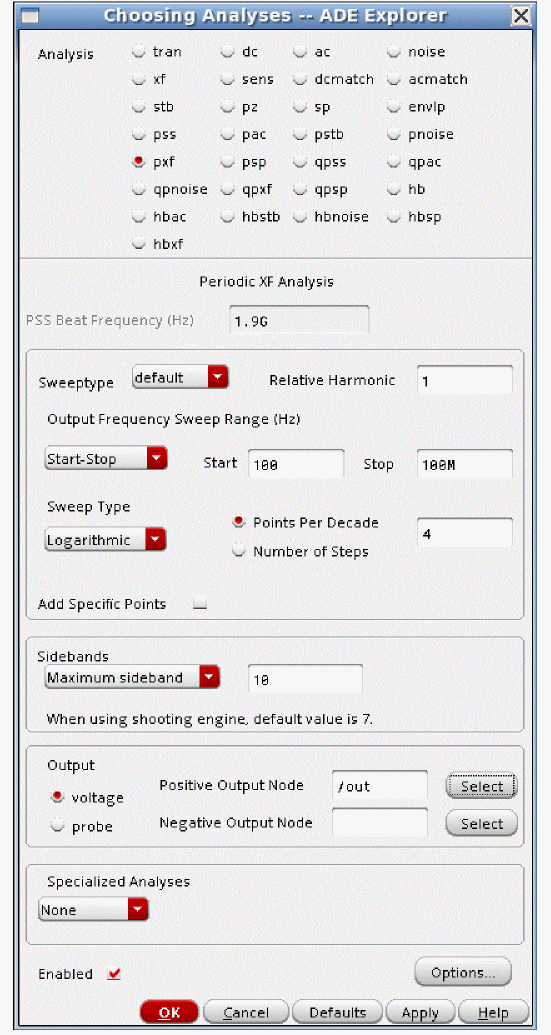 Choosing Analyses -- ADE Explorer
Analysis
tran dc ac noise
xf sens dcmatch acmatch
stb pz sp envlp
pss pac pstb pnoise
pxf psp qpss qpac
qpnoise qpxf qpsp hb
hbac hbstb hbnoise hbsp
hbxf
Periodic XF Analysis
PSS Beat Frequency (Hz) 1.9G
Sweeptype default Relative Harmonic 1
Output Frequency Sweep Range (Hz)
Start-Stop Start 100 Stop 100M
Sweep Type
Logarithmic
Points Per Decade 4
Number of Steps
Add Specific Points
Sidebands
Maximum sideband 10
When using shooting engine, default value is 7.
Output
voltage Positive Output Node /out Select
probe Negative Output Node Select
Specialized Analyses
None
Enabled Options...
OK Cancel Defaults Apply Help